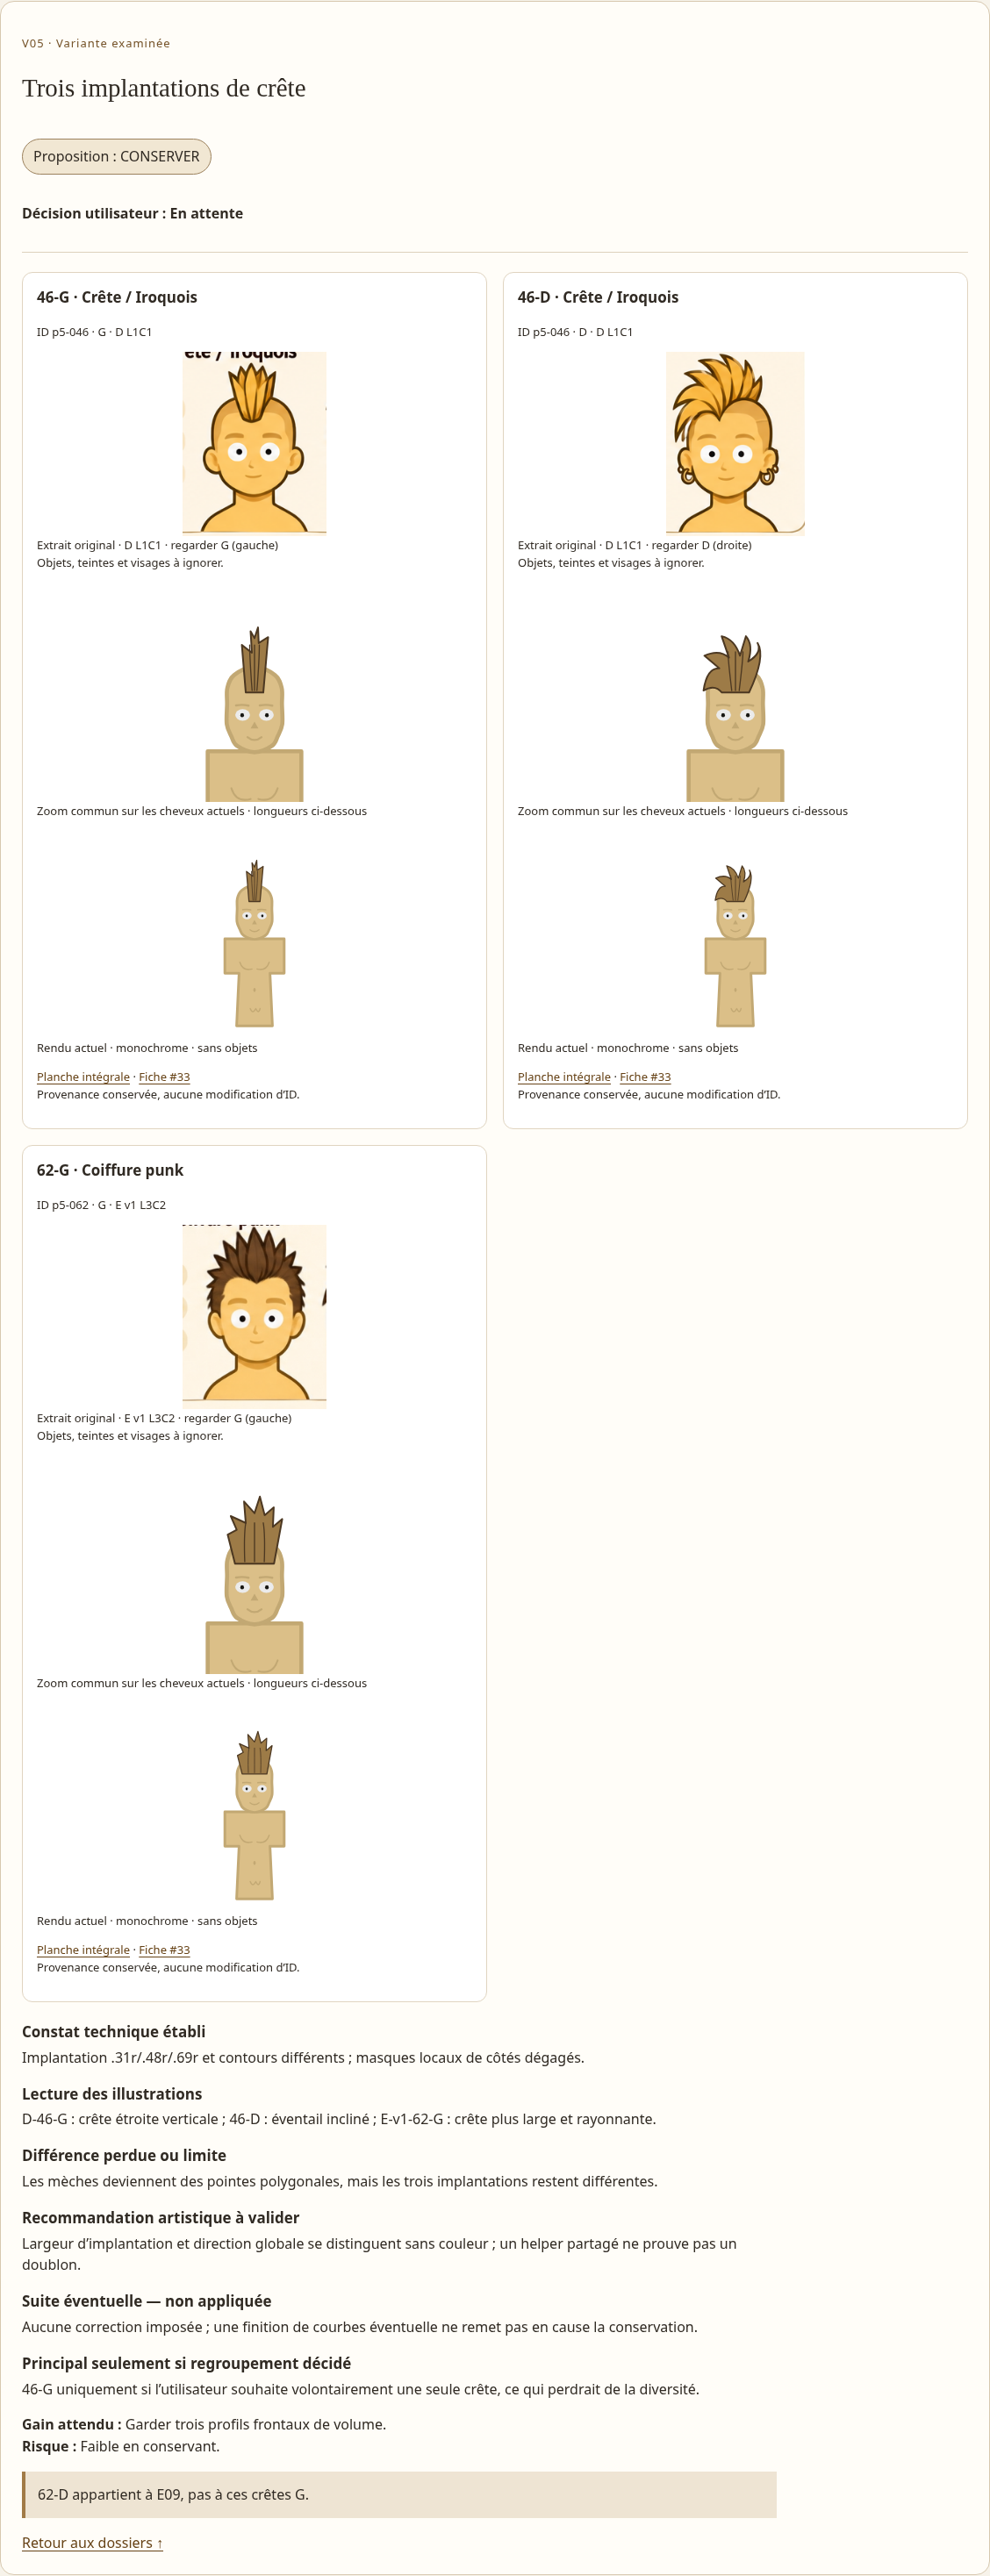 V05 · Variante examinée
Trois implantations de crête
Proposition : CONSERVER
Décision utilisateur : En attente
46-G · Crête / Iroquois
ID p5-046 · G · D L1C1
ete / Iroquois
Extrait original · D L1C1 · regarder G (gauche)
Objets, teintes et visages à ignorer.
Zoom commun sur les cheveux actuels · longueurs ci-dessous
Rendu actuel · monochrome · sans objets
Planche intégrale · Fiche #33
Provenance conservée, aucune modification d’ID.
46-D · Crête / Iroquois
ID p5-046 · D · D L1C1
Extrait original · D L1C1 · regarder D (droite)
Objets, teintes et visages à ignorer.
Zoom commun sur les cheveux actuels · longueurs ci-dessous
Rendu actuel · monochrome · sans objets
Planche intégrale · Fiche #33
Provenance conservée, aucune modification d’ID.
62-G · Coiffure punk
ID p5-062 · G · E v1 L3C2
Extrait original · E v1 L3C2 · regarder G (gauche)
Objets, teintes et visages à ignorer.
Zoom commun sur les cheveux actuels · longueurs ci-dessous
Rendu actuel · monochrome · sans objets
Planche intégrale · Fiche #33
Provenance conservée, aucune modification d’ID.
Constat technique établi
Implantation .31r/.48r/.69r et contours différents ; masques locaux de côtés dégagés.
Lecture des illustrations
D-46-G : crête étroite verticale ; 46-D : éventail incliné ; E-v1-62-G : crête plus large et rayonnante.
Différence perdue ou limite
Les mèches deviennent des pointes polygonales, mais les trois implantations restent différentes.
Recommandation artistique à valider
Largeur d’implantation et direction globale se distinguent sans couleur ; un helper partagé ne prouve pas un
doublon.
Suite éventuelle — non appliquée
Aucune correction imposée ; une finition de courbes éventuelle ne remet pas en cause la conservation.
Principal seulement si regroupement décidé
46-G uniquement si l’utilisateur souhaite volontairement une seule crête, ce qui perdrait de la diversité.
Gain attendu : Garder trois profils frontaux de volume.
Risque : Faible en conservant.
62-D appartient à E09, pas à ces crêtes G.
Retour aux dossiers ↑